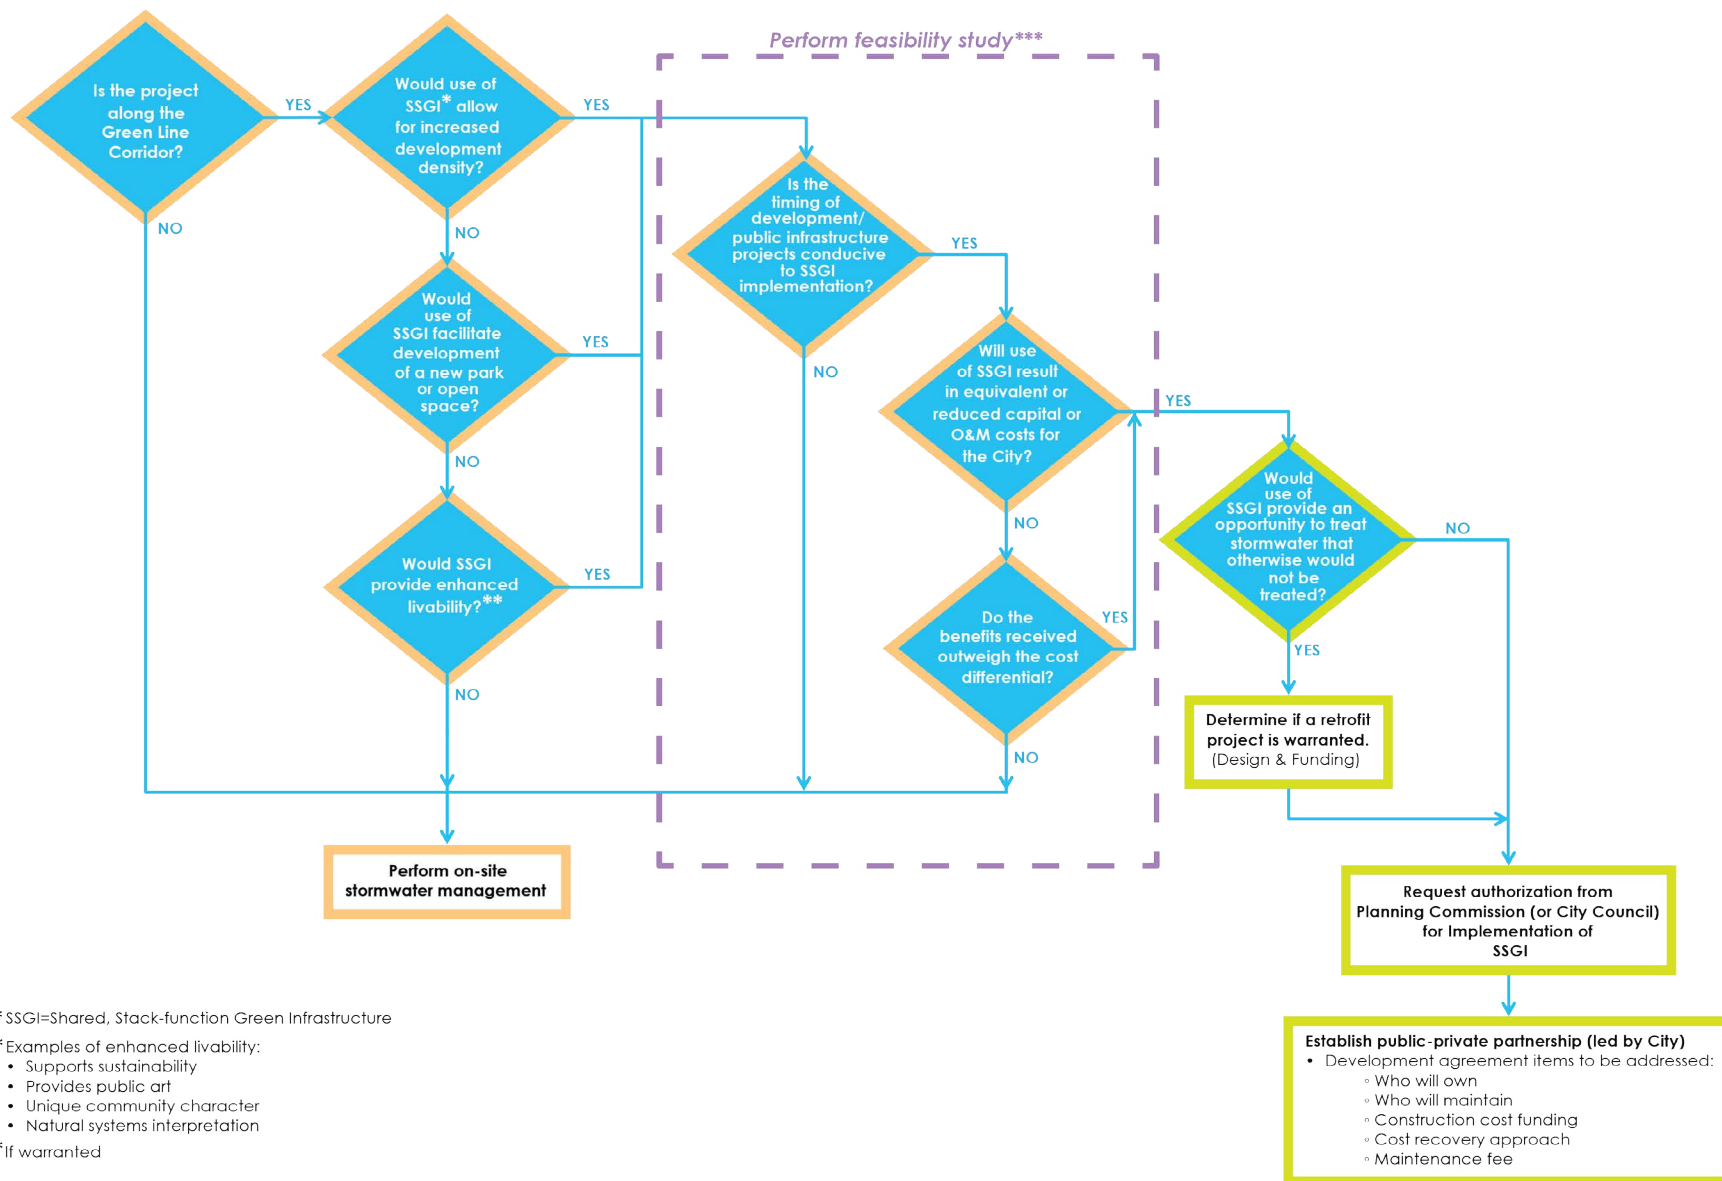 Perform feasibility study***
Is the project
along the
Green Line
Corridor?
YES
NO
Would use of
SSGI* allow
for increased
development
density?
YES
NO
Would
use of
SSGI facilitate
development
of a new park
or open
space?
YES
NO
Would SSGI
provide enhanced
livability?**
YES
NO
Perform on-site
stormwater management
Is the
timing of
development/
public infrastructure
projects conducive
to SSGI
implementation?
YES
NO
Will use
of SSGI result
in equivalent or
reduced capital or
O&M costs for
the City?
YES
NO
Do the
benefits received
outweigh the cost
differential?
YES
NO
Would
use of
SSGI provide an
opportunity to treat
stormwater that
otherwise would
not be
treated?
NO
YES
Determine if a retrofit
project is warranted.
(Design & Funding)
Request authorization from
Planning Commission (or City Council)
for Implementation of
SSGI
Establish public-private partnership (led by City)
• Development agreement items to be addressed:
◦ Who will own
◦ Who will maintain
◦ Construction cost funding
◦ Cost recovery approach
◦ Maintenance fee
* SSGI=Shared, Stack-function Green Infrastructure
* Examples of enhanced livability:
• Supports sustainability
• Provides public art
• Unique community character
• Natural systems interpretation
* If warranted